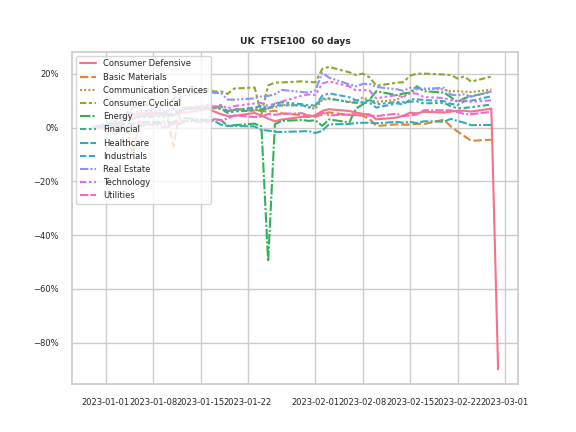 UK FTSE100 60 days
Consumer Defensive
Basic Materials
Communication Services
Consumer Cyclical
Energy
Financial
Healthcare
Industrials
Real Estate
Technology
Utilities
20%
0%
−20%
−40%
−60%
−80%
2023-01-01
2023-01-08
2023-01-15
2023-01-22
2023-02-01
2023-02-08
2023-02-15
2023-02-22
2023-03-01